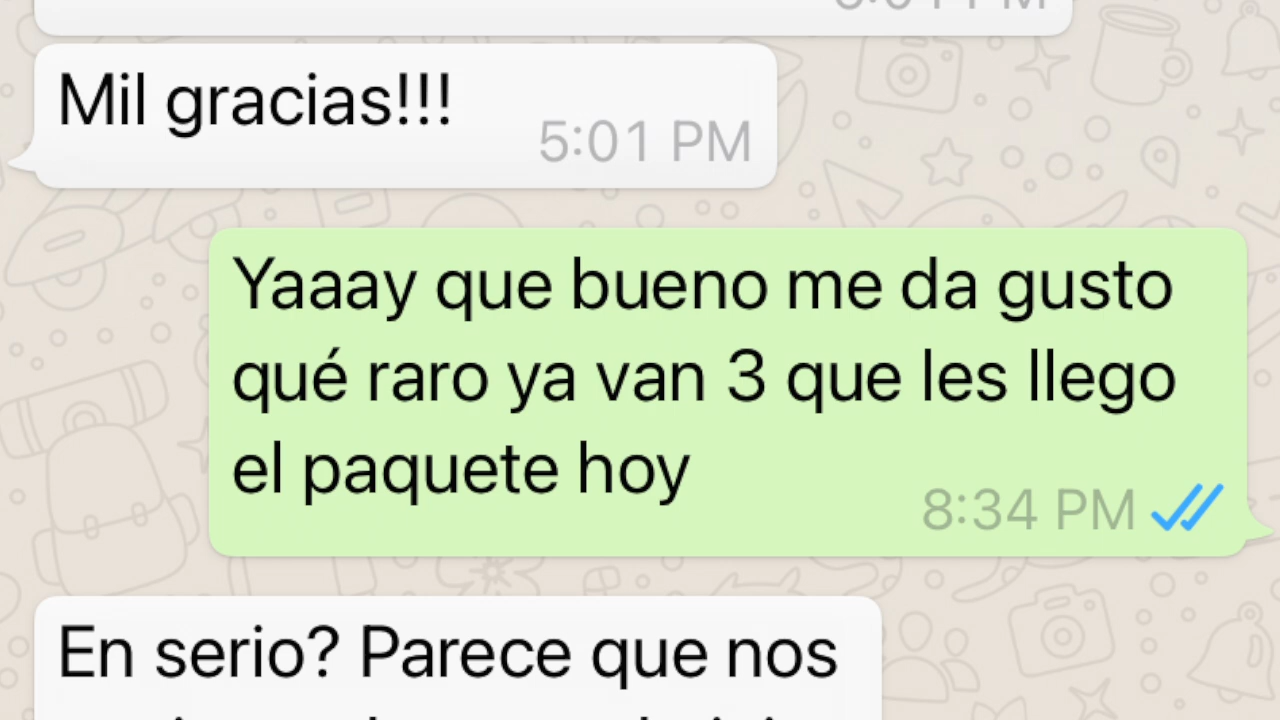 Mil gracias!!!
5:01 PM
Yaaay que bueno me da gusto
qué raro ya van 3 que les llego
el paquete hoy
8:34 PM
En serio? Parece que nos